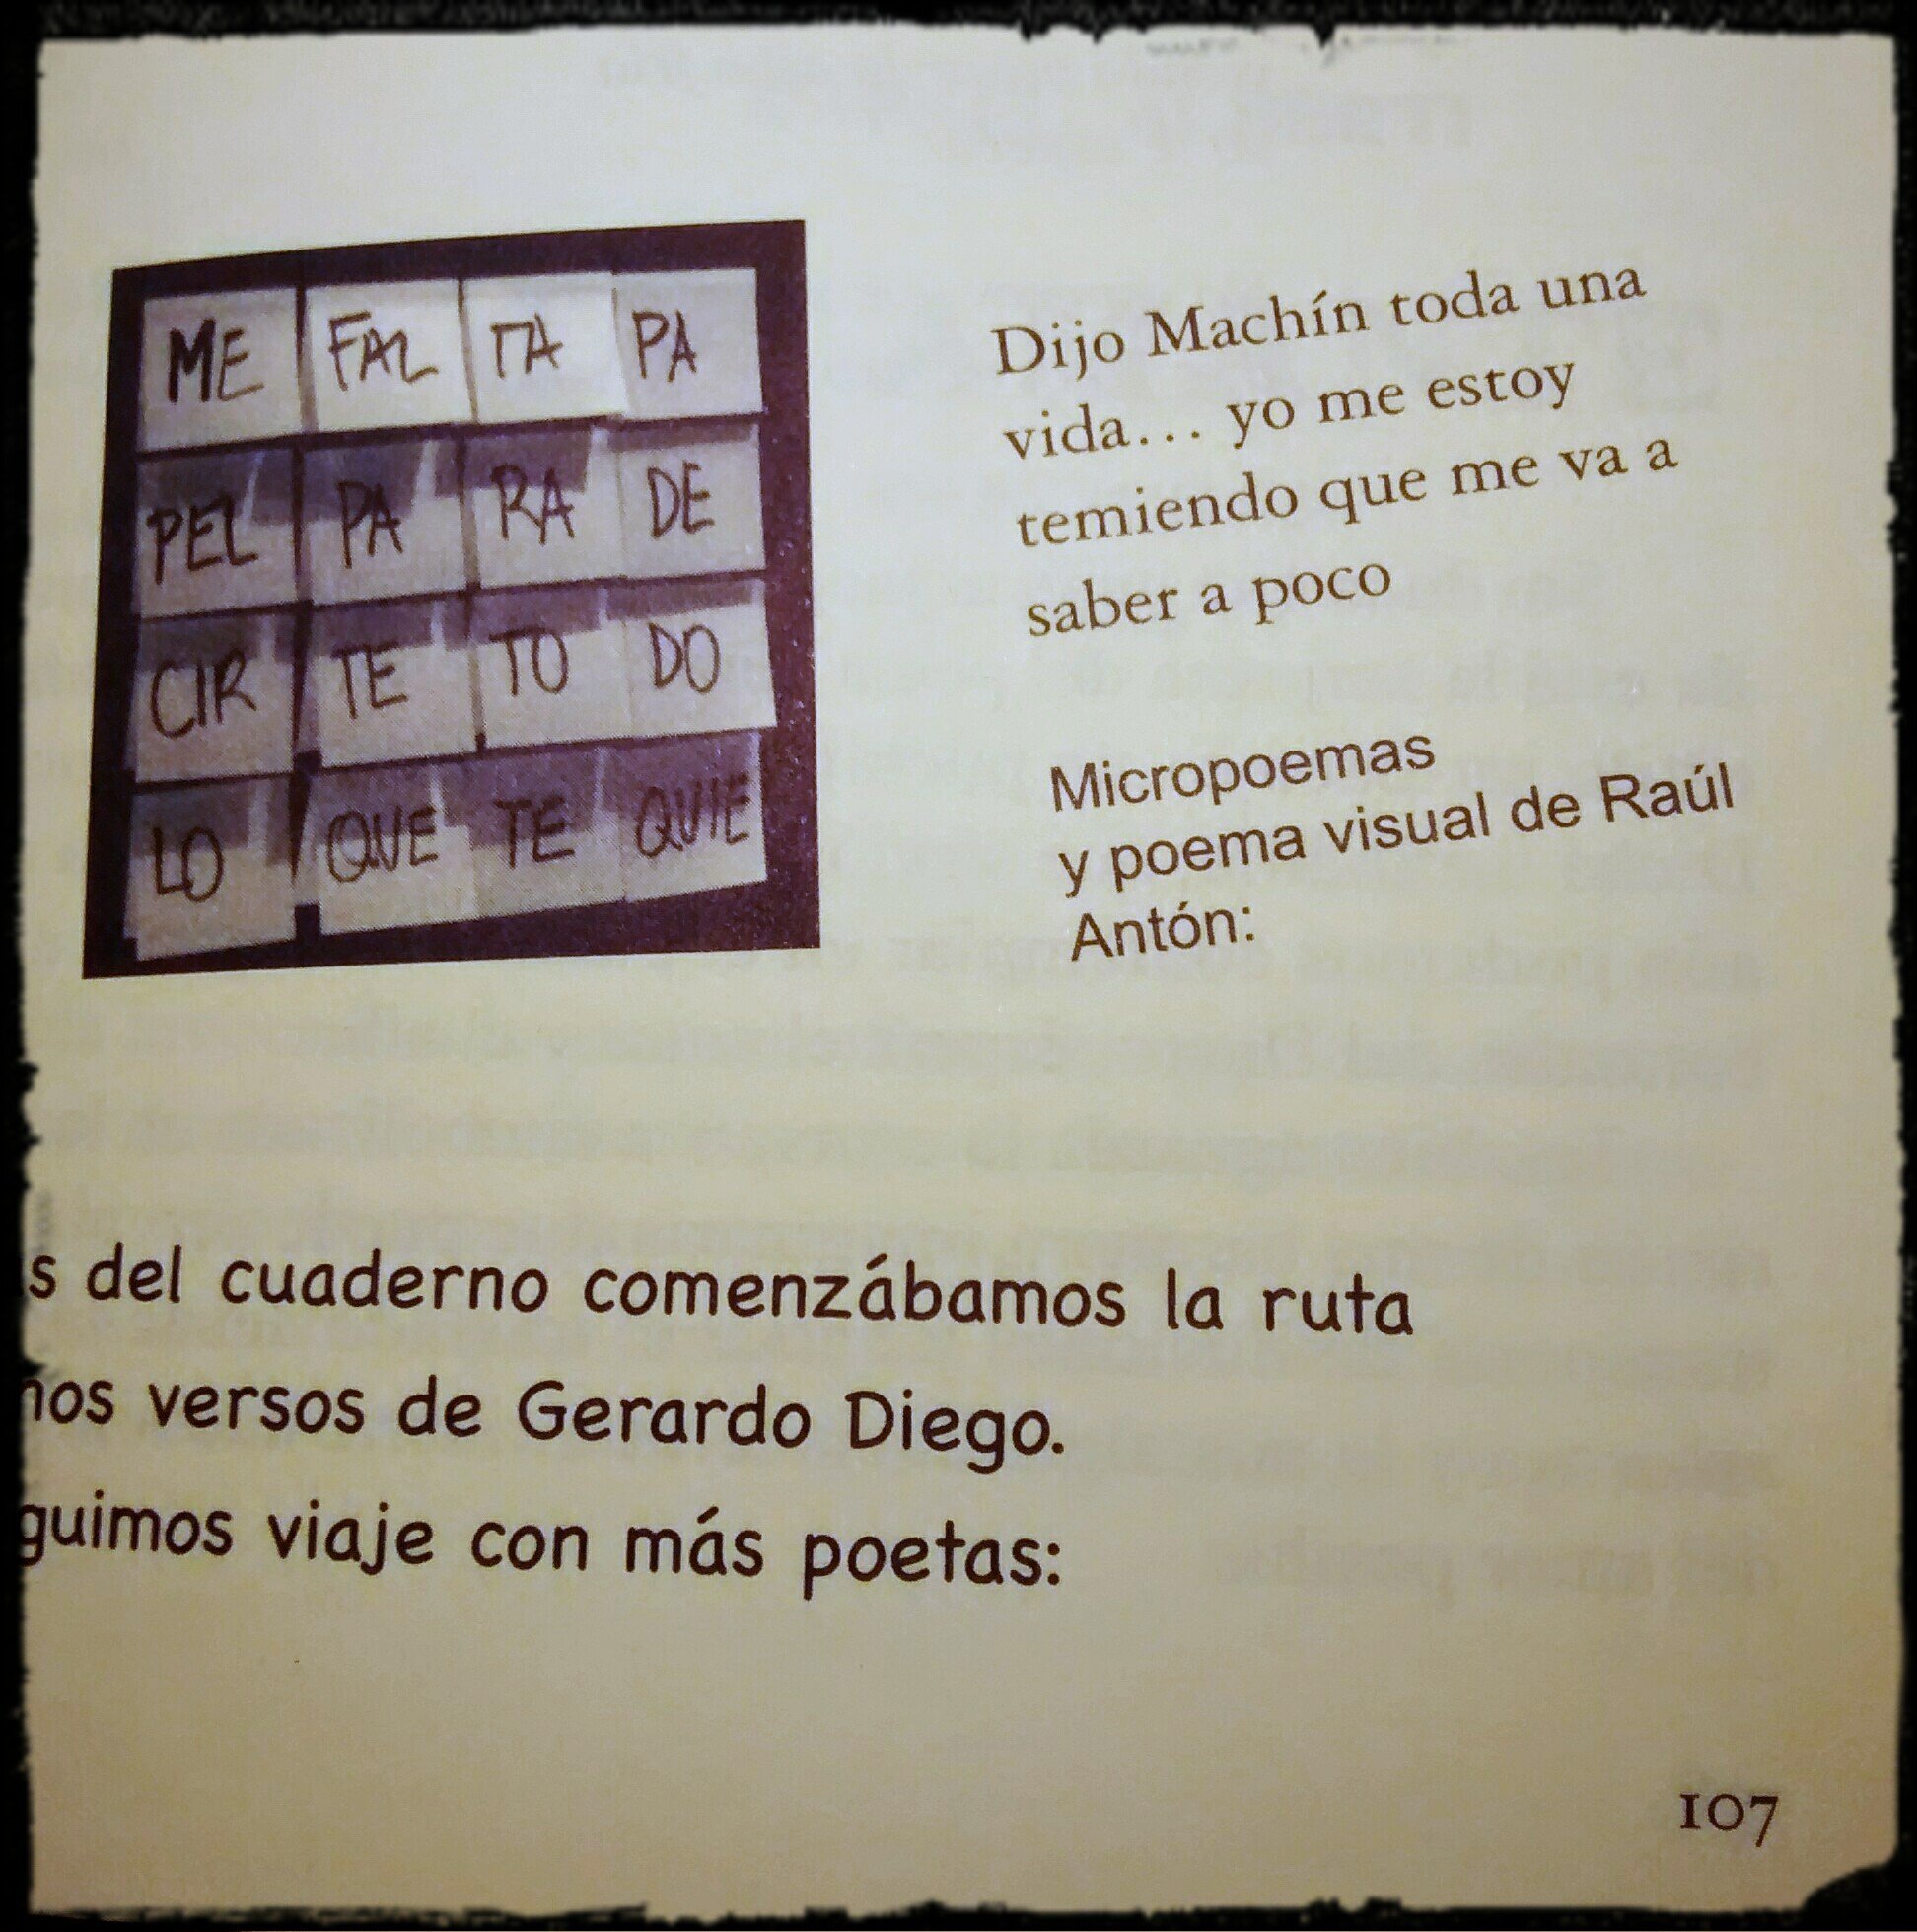 ME FAL TA PA
PEL PA RA DE
CIR TE TO DO
LO QUE TE QUIE
Dijo Machín toda una
vida... yo me estoy
temiendo que me va a
saber a poco
Micropoemas
y poema visual de Raúl
Antón:
s del cuaderno comenzábamos la ruta
nos versos de Gerardo Diego.
guimos viaje con más poetas:
107